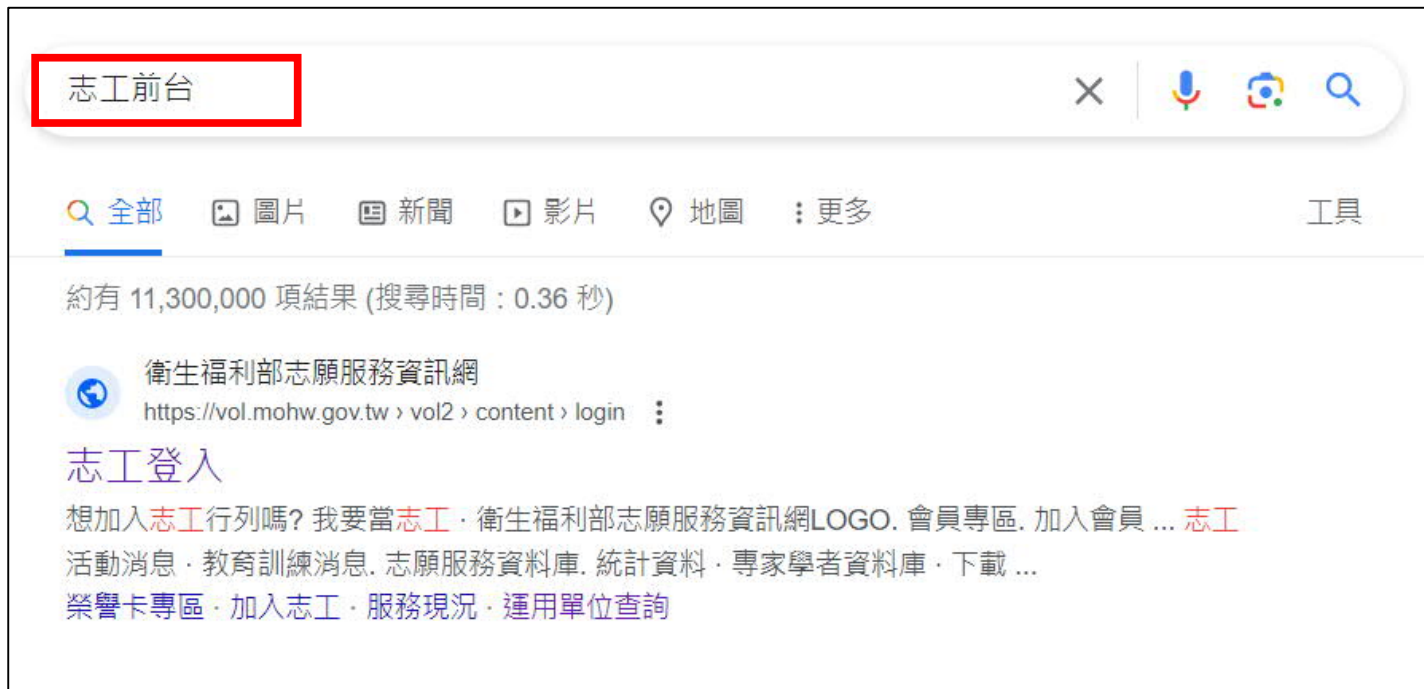 志工前台
全部 圖片 新聞 影片 地圖 更多 工具
約有 11,300,000 項結果 (搜尋時間：0.36 秒)
衛生福利部志願服務資訊網
https://vol.mohw.gov.tw › vol2 › content › login
志工登入
想加入志工行列嗎? 我要當志工 · 衛生福利部志願服務資訊網LOGO. 會員專區. 加入會員 ... 志工
活動消息 · 教育訓練消息. 志願服務資料庫. 統計資料 · 專家學者資料庫 · 下載 ...
榮譽卡專區 · 加入志工 · 服務現況 · 運用單位查詢